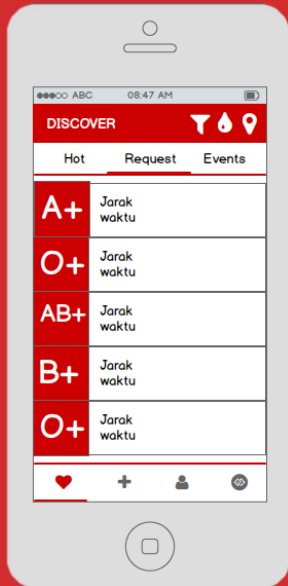 ABC 08:47 AM
DISCOVER
Hot Request Events
A+
Jarak
waktu
O+
Jarak
waktu
AB+
Jarak
waktu
B+
Jarak
waktu
O+
Jarak
waktu